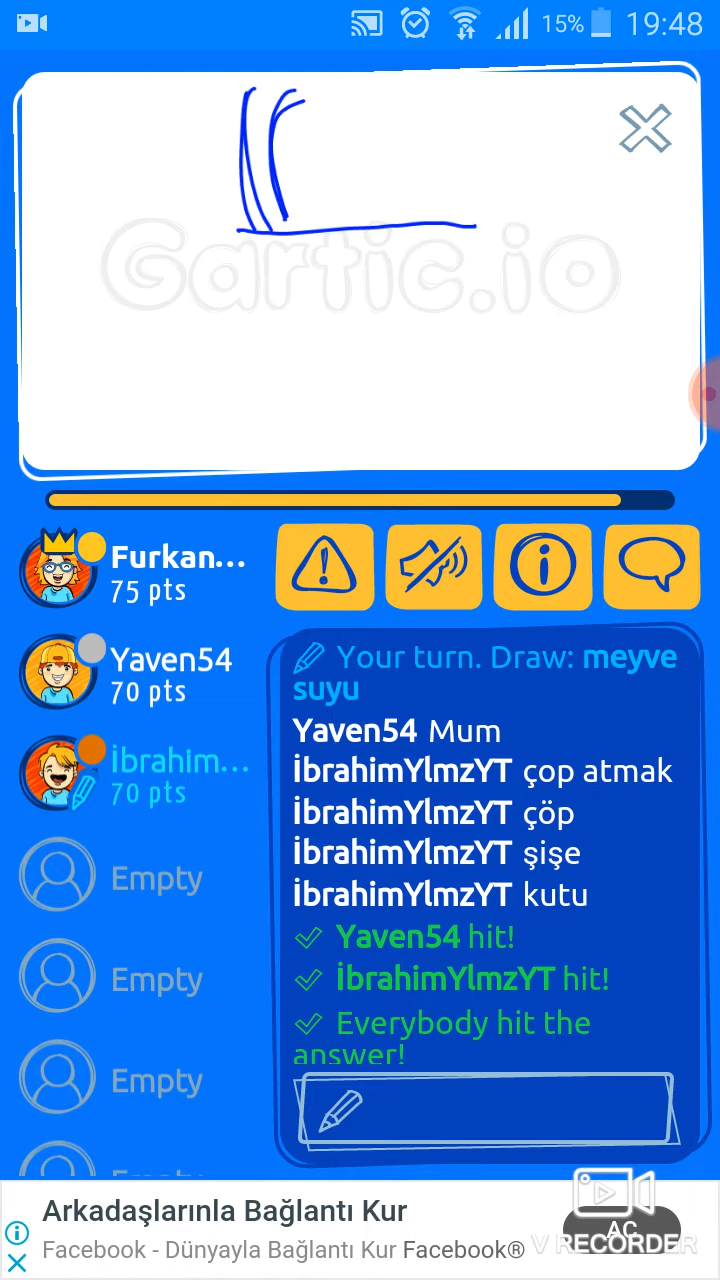 15% 19:48
Gartic.io
Furkan...
75 pts
Yaven54
70 pts
İbrahim...
70 pts
Empty
Empty
Empty
Your turn. Draw: meyve
suyu
Yaven54 Mum
İbrahimYlmzYT çop atmak
İbrahimYlmzYT çöp
İbrahimYlmzYT şişe
İbrahimYlmzYT kutu
Yaven54 hit!
İbrahimYlmzYT hit!
Everybody hit the
answer!
Arkadaşlarınla Bağlantı Kur
Facebook - Dünyayla Bağlantı Kur Facebook®
AÇ
V RECORDER